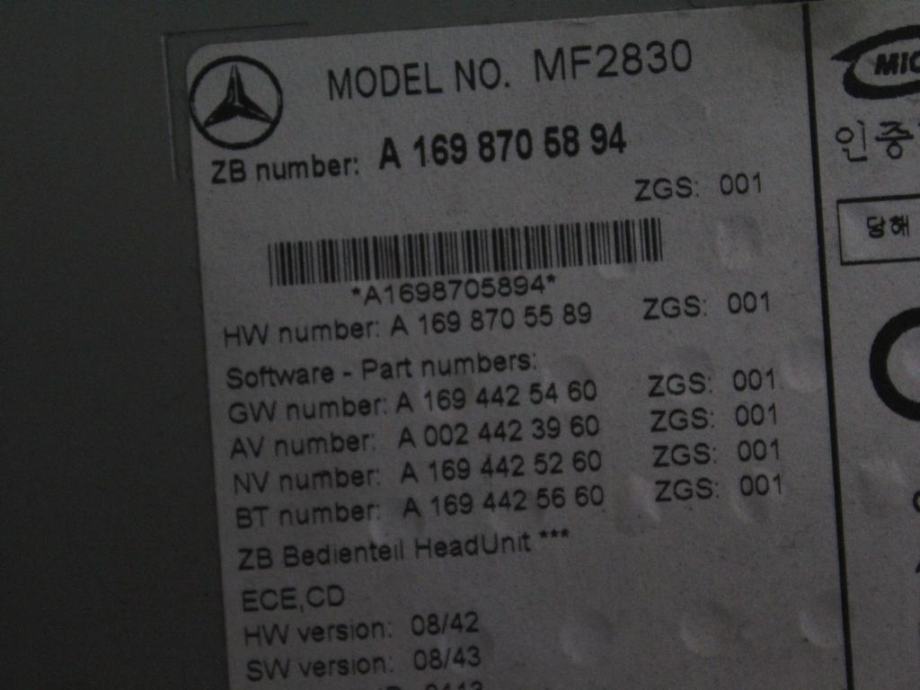 MODEL NO. MF2830
ZB number: A 169 870 58 94
ZGS: 001
*A1698705894*
HW number: A 169 870 55 89 ZGS: 001
Software - Part numbers:
GW number: A 169 442 54 60 ZGS: 001
AV number: A 002 442 39 60 ZGS: 001
NV number: A 169 442 52 60 ZGS: 001
BT number: A 169 442 56 60 ZGS: 001
ZB Bedienteil HeadUnit ***
ECE,CD
HW version: 08/42
SW version: 08/43
MIC
인증
당해